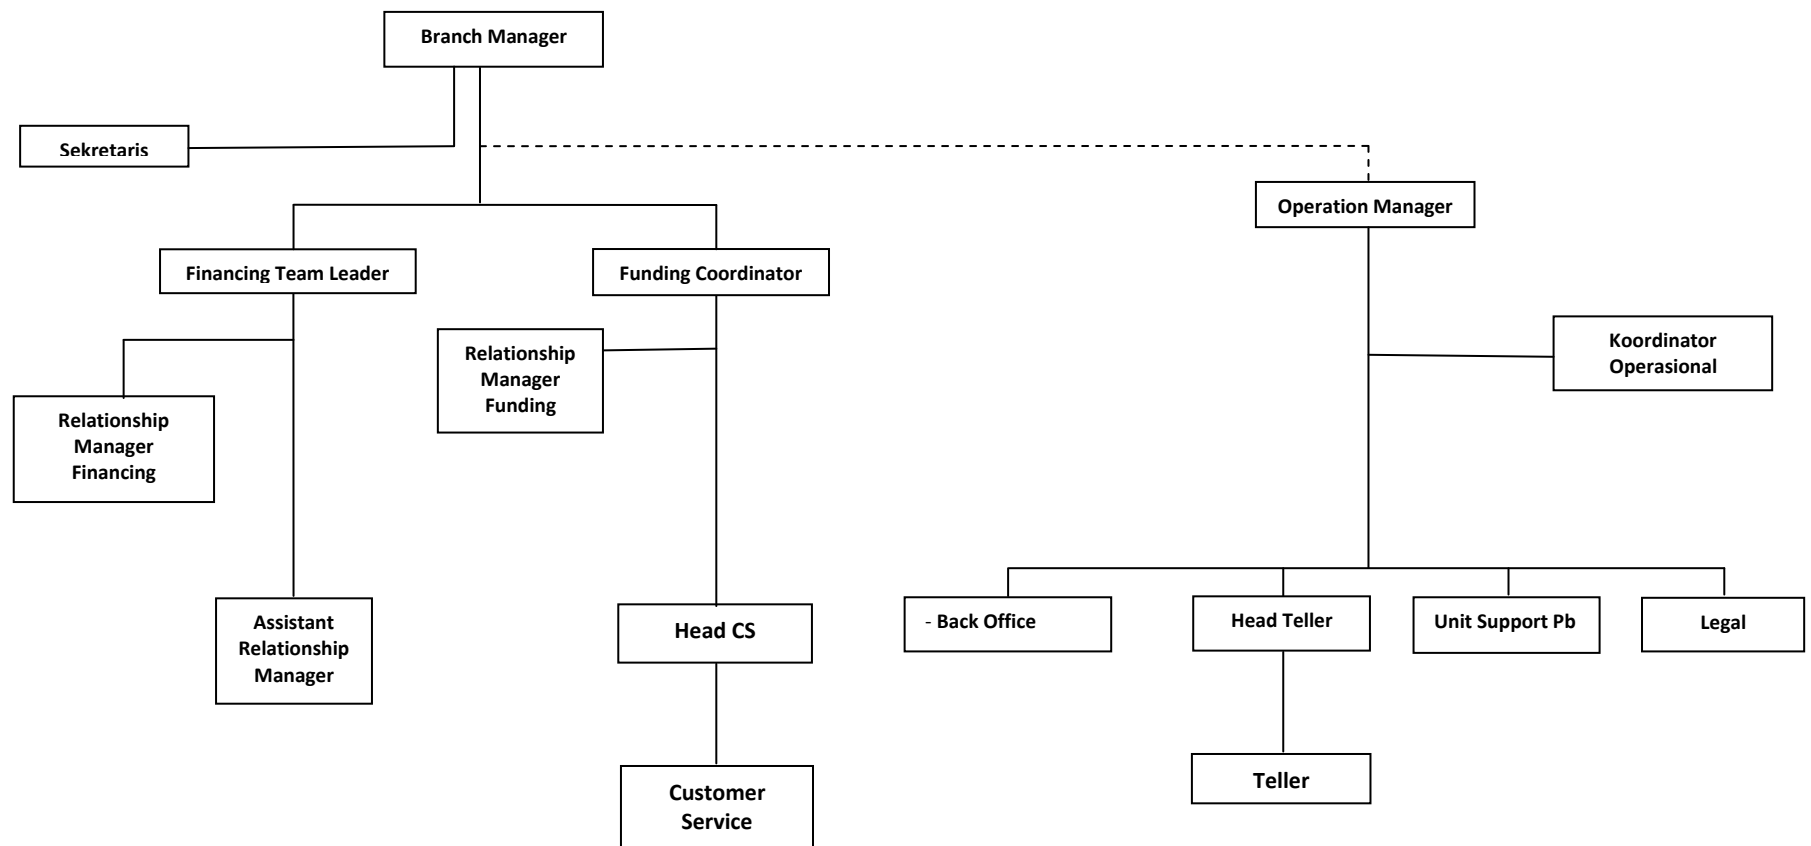 Branch Manager
Sekretaris
Operation Manager
Financing Team Leader
Funding Coordinator
Relationship
Manager
Funding
Koordinator
Operasional
Relationship
Manager
Financing
Assistant
Relationship
Manager
Head CS
- Back Office
Head Teller
Unit Support Pb
Legal
Customer
Service
Teller